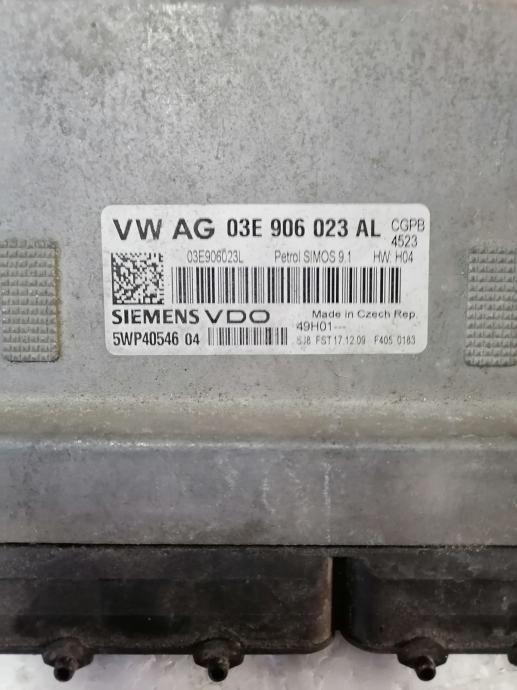 VW AG 03E 906 023 AL CGPB
4523
03E906023L Petrol SIMOS 9.1 HW: H04
SIEMENS VDO Made in Czech Rep.
49H01---
5WP40546 04 FST 17.12.09 F405 0183